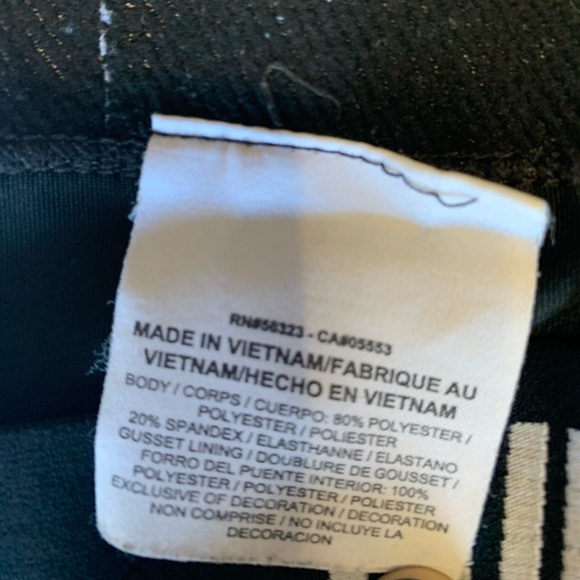 RN#56323 - CA#05553
MADE IN VIETNAM/FABRIQUE AU
VIETNAM/HECHO EN VIETNAM
BODY / CORPS / CUERPO: 80% POLYESTER /
POLYESTER / POLIESTER
20% SPANDEX / ELASTHANNE / ELASTANO
GUSSET LINING / DOUBLURE DE GOUSSET /
FORRO DEL PUENTE INTERIOR: 100%
POLYESTER / POLYESTER / POLIESTER
EXCLUSIVE OF DECORATION / DECORATION
NON COMPRISE / NO INCLUYE LA
DECORACION